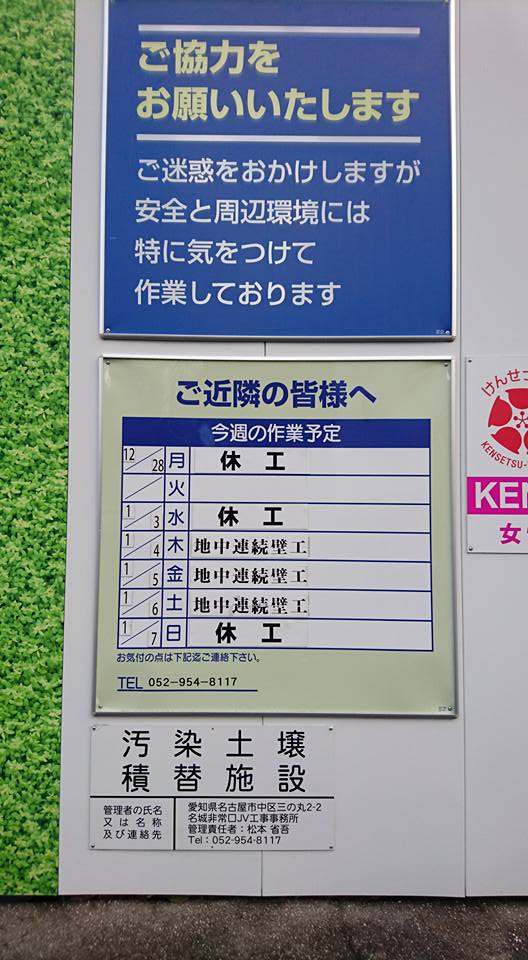 ご協力を
お願いいたします
ご迷惑をおかけしますが
安全と周辺環境には
特に気をつけて
作業しております
ご近隣の皆様へ
今週の作業予定
12/28 月 休工
/ 火
1/3 水 休工
1/4 木 地中連続壁工
1/5 金 地中連続壁工
1/6 土 地中連続壁工
1/7 日 休工
お気付の点は下記迄ご連絡下さい。
TEL 052-954-8117
汚染土壌
積替施設
管理者の氏名
又は名称
及び連絡先
愛知県名古屋市中区三の丸2-2
名城非常口JV工事事務所
管理責任者：松本 省吾
Tel：052-954-8117
けんせつ
KENSETSU-
KEN
女